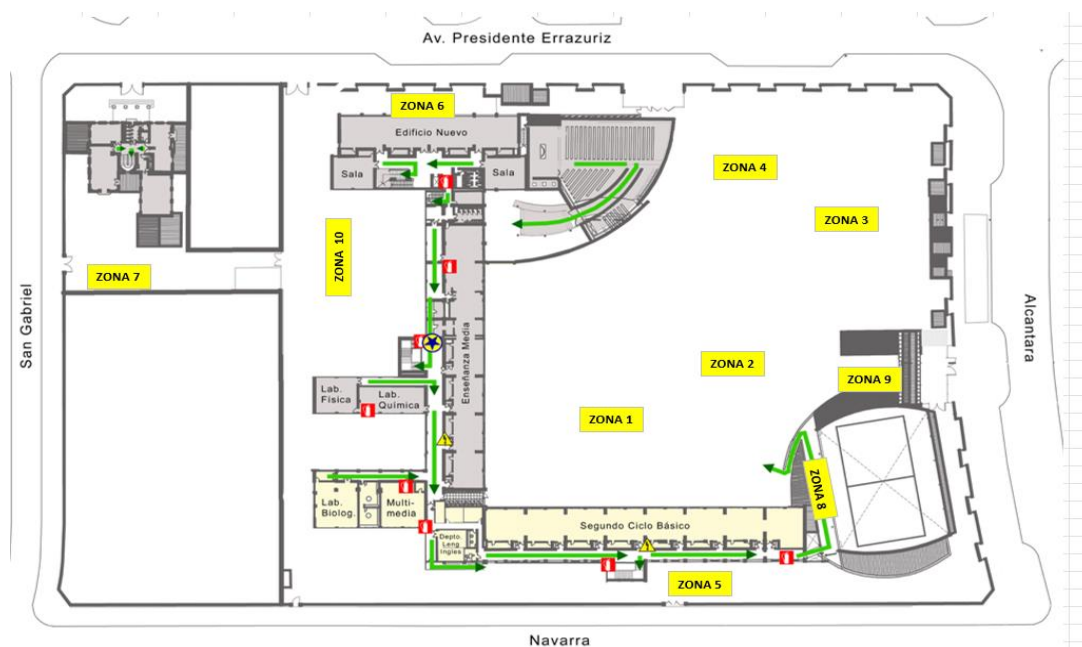 Av. Presidente Errazuriz
ZONA 6
Edificio Nuevo
Sala
Sala
ZONA 4
ZONA 3
ZONA 10
ZONA 7
San Gabriel
Alcantara
Enseñanza Media
ZONA 2
Lab.
Física
Lab.
Química
ZONA 9
ZONA 1
ZONA 8
Lab.
Biolog.
Multi-
media
Segundo Ciclo Básico
Depto.
Leng
Ingles
ZONA 5
Navarra